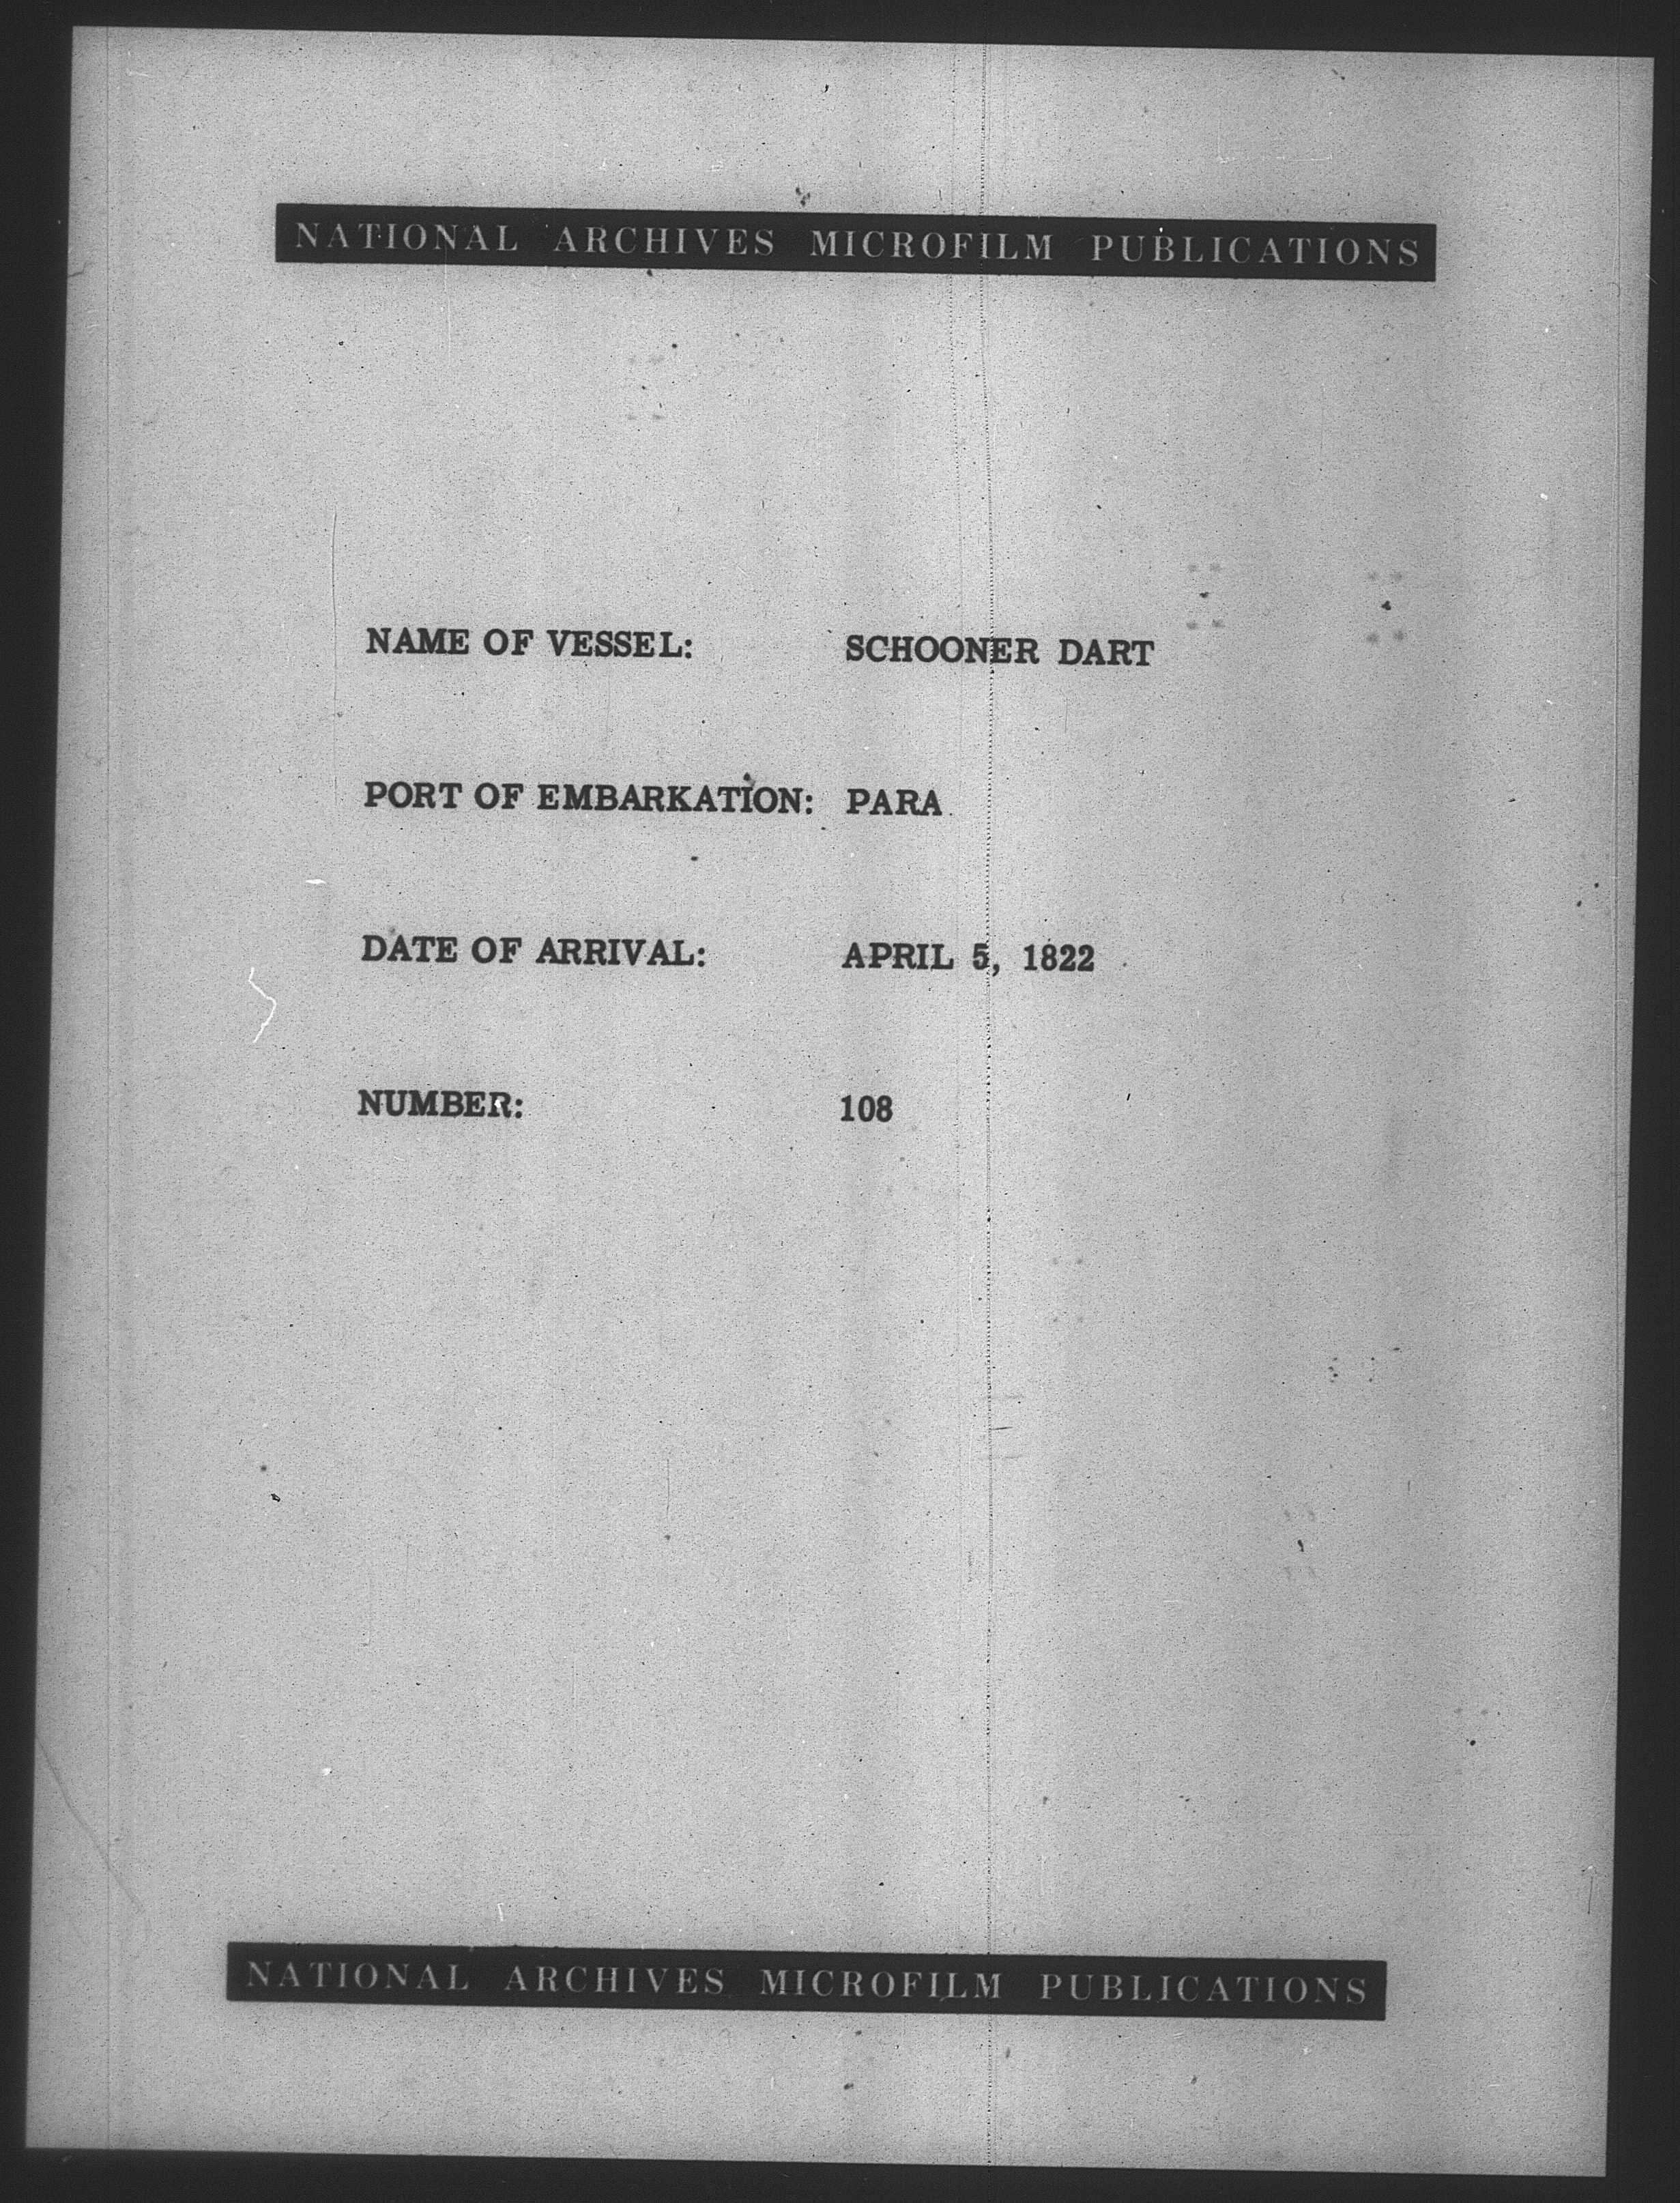 NATIONAL ARCHIVES MICROFILM PUBLICATIONS
NAME OF VESSEL: SCHOONER DART
PORT OF EMBARKATION: PARA
DATE OF ARRIVAL: APRIL 5, 1822
NUMBER: 108
NATIONAL ARCHIVES MICROFILM PUBLICATIONS